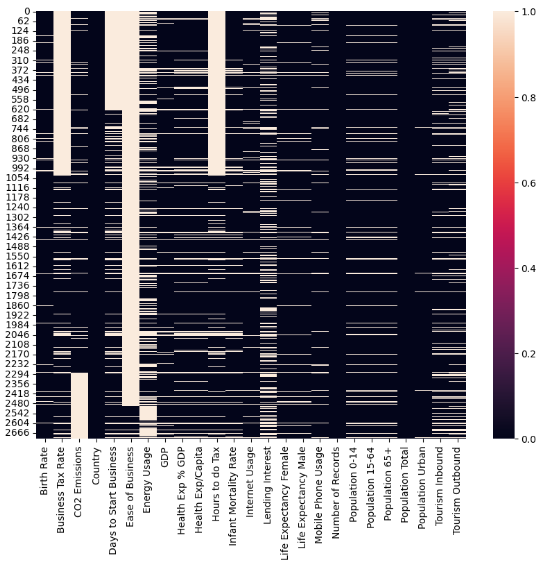 0
62
124
186
248
310
372
434
496
558
620
682
744
806
868
930
992
1054
1116
1178
1240
1302
1364
1426
1488
1550
1612
1674
1736
1798
1860
1922
1984
2046
2108
2170
2232
2294
2356
2418
2480
2542
2604
2666
Birth Rate
Business Tax Rate
CO2 Emissions
Country
Days to Start Business
Ease of Business
Energy Usage
GDP
Health Exp % GDP
Health Exp/Capita
Hours to do Tax
Infant Mortality Rate
Internet Usage
Lending Interest
Life Expectancy Female
Life Expectancy Male
Mobile Phone Usage
Number of Records
Population 0-14
Population 15-64
Population 65+
Population Total
Population Urban
Tourism Inbound
Tourism Outbound
1.0
0.8
0.6
0.4
0.2
0.0